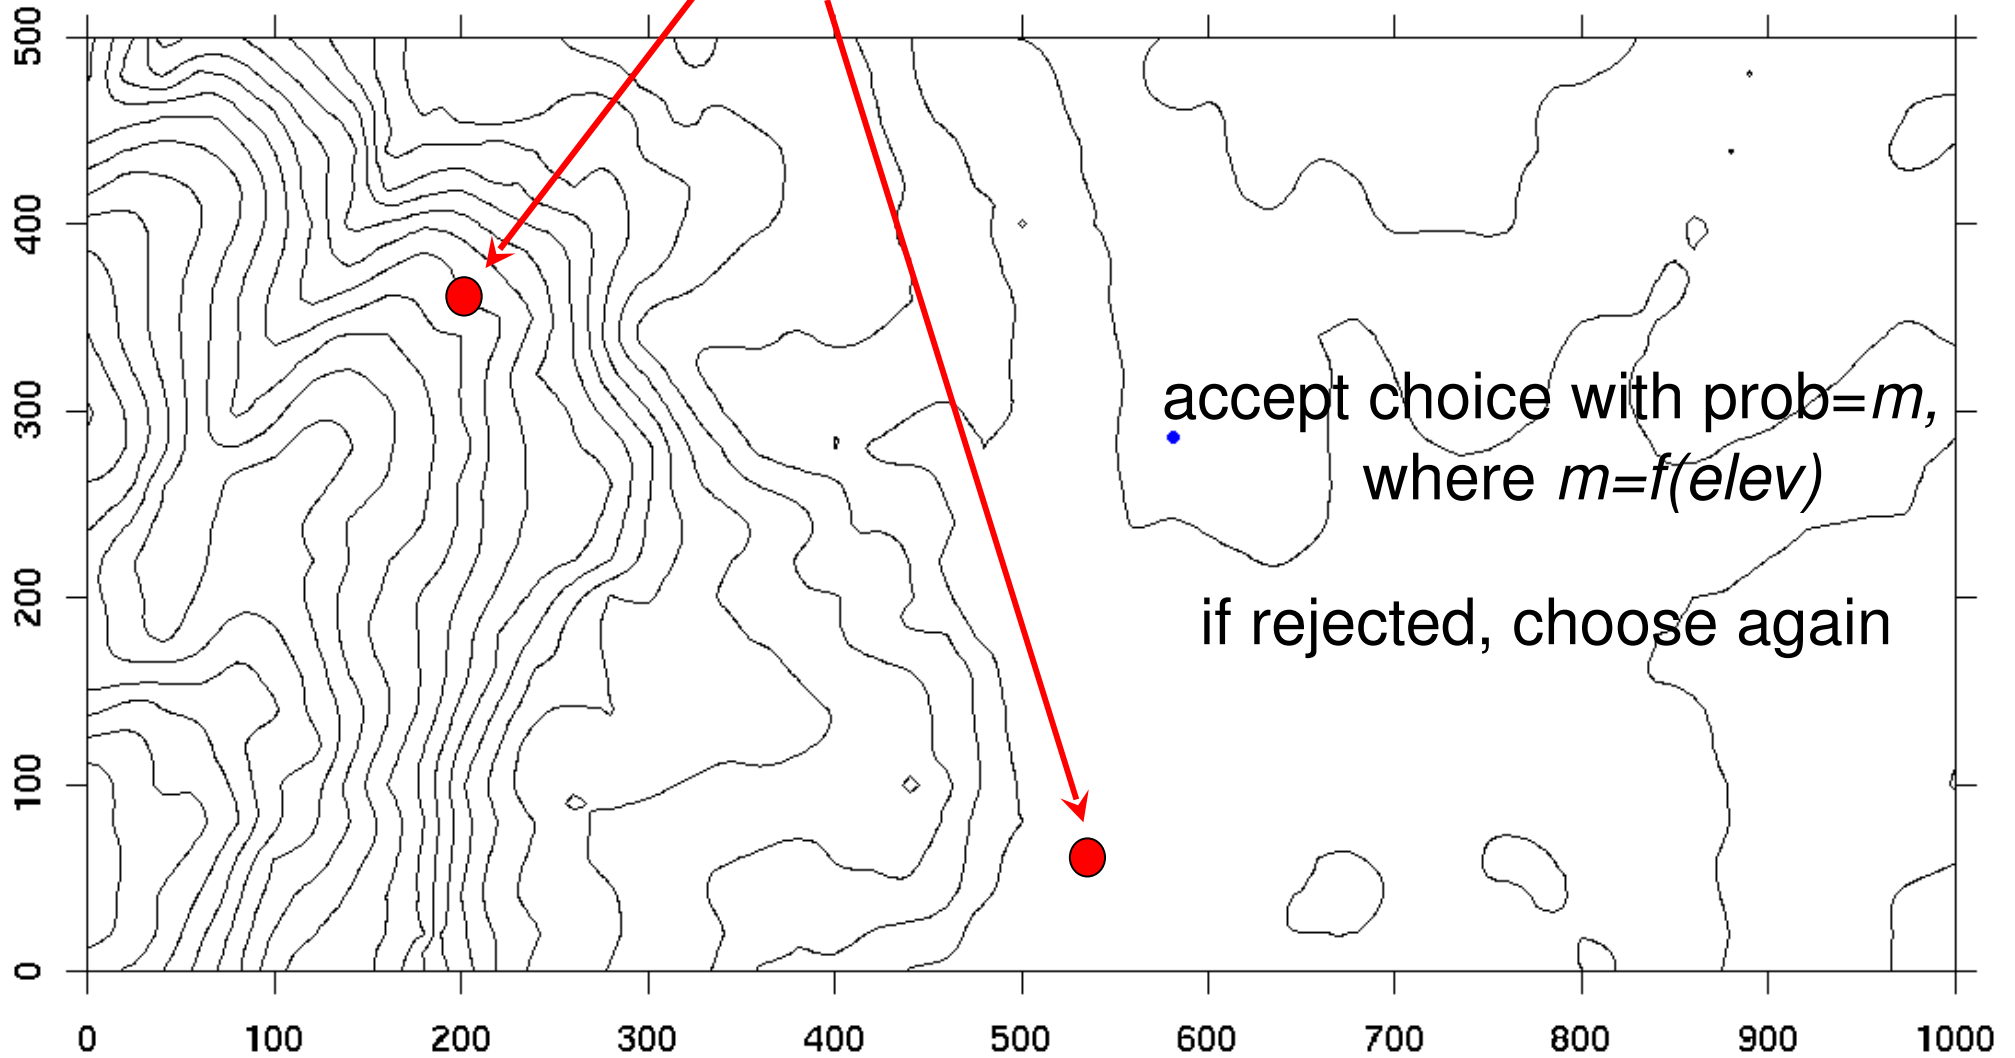 500
400
300
200
100
0
accept choice with prob=m,
where m=f(elev)
if rejected, choose again
0 100 200 300 400 500 600 700 800 900 1000